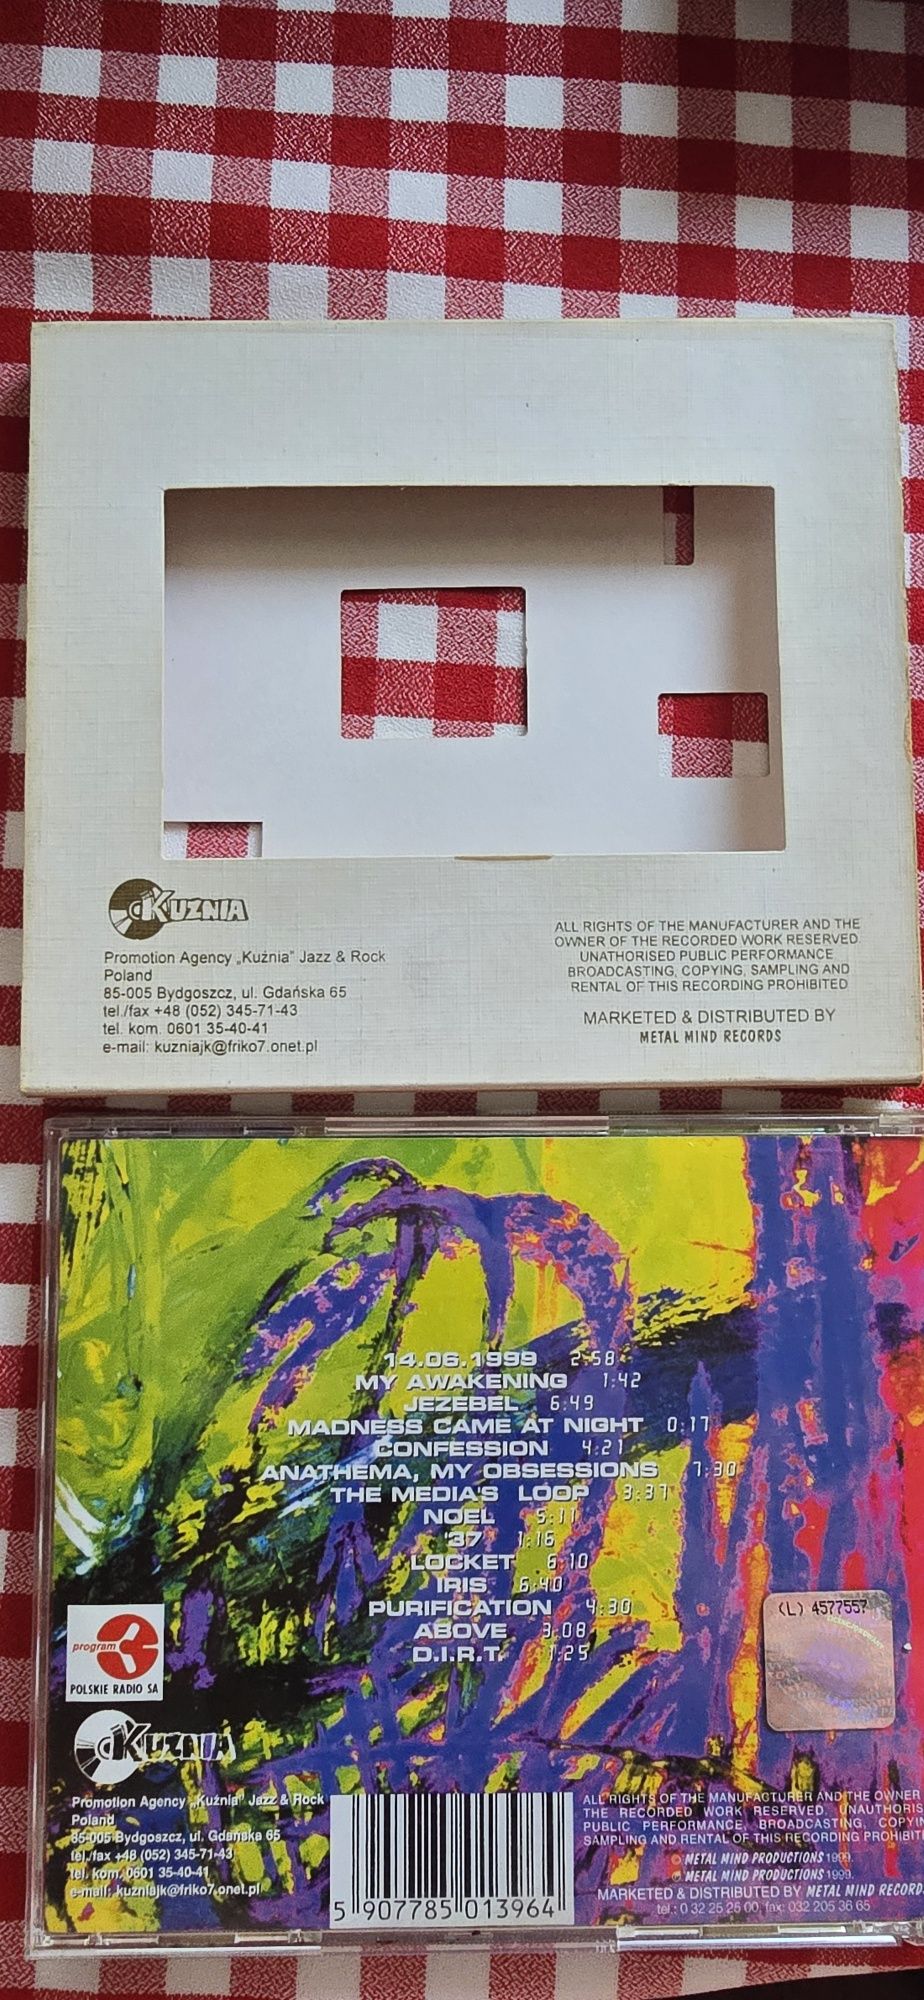 KUŹNIA
Promotion Agency „Kuźnia" Jazz & Rock
Poland
85-005 Bydgoszcz, ul. Gdańska 65
tel./fax +48 (052) 345-71-43
tel. kom. 0601 35-40-41
e-mail: kuzniajk@friko7.onet.pl
ALL RIGHTS OF THE MANUFACTURER AND THE
OWNER OF THE RECORDED WORK RESERVED
UNATHORISED PUBLIC PERFORMANCE
BROADCASTING, COPYING, SAMPLING AND
RENTAL OF THIS RECORDING PROHIBITED
MARKETED & DISTRIBUTED BY
METAL MIND RECORDS
14.06.1999 2:58
MY AWAKENING 1:42
JEZEBEL 6:49
MADNESS CAME AT NIGHT 0:17
CONFESSION 4:21
ANATHEMA, MY OBSESSIONS 7:30
THE MEDIA'S LOOP 3:37
NOEL 5:11
'37 1:16
LOCKET 6:10
IRIS 6:40
PURIFICATION 4:30
ABOVE 3:08
D.I.R.T. 1:25
program 3
POLSKIE RADIO SA
(L) 4577557
KUŹNIA
Promotion Agency „Kuźnia" Jazz & Rock
Poland
85-005 Bydgoszcz, ul. Gdańska 65
tel./fax +48 (052) 345-71-43
tel. kom. 0601 35-40-41
e-mail: kuzniajk@friko7.onet.pl
5 907785 013964
ALL RIGHTS OF THE MANUFACTURER AND THE OWNER
THE RECORDED WORK RESERVED UNAUTHORIS
PUBLIC PERFORMANCE, BROADCASTING, COPYIN
SAMPLING AND RENTAL OF THIS RECORDING PROHIBIT
℗ METAL MIND PRODUCTIONS 1999.
© METAL MIND PRODUCTIONS 1999.
MARKETED & DISTRIBUTED BY METAL MIND RECORD
tel.: 0 32 25 25 00, fax: 032 205 36 65